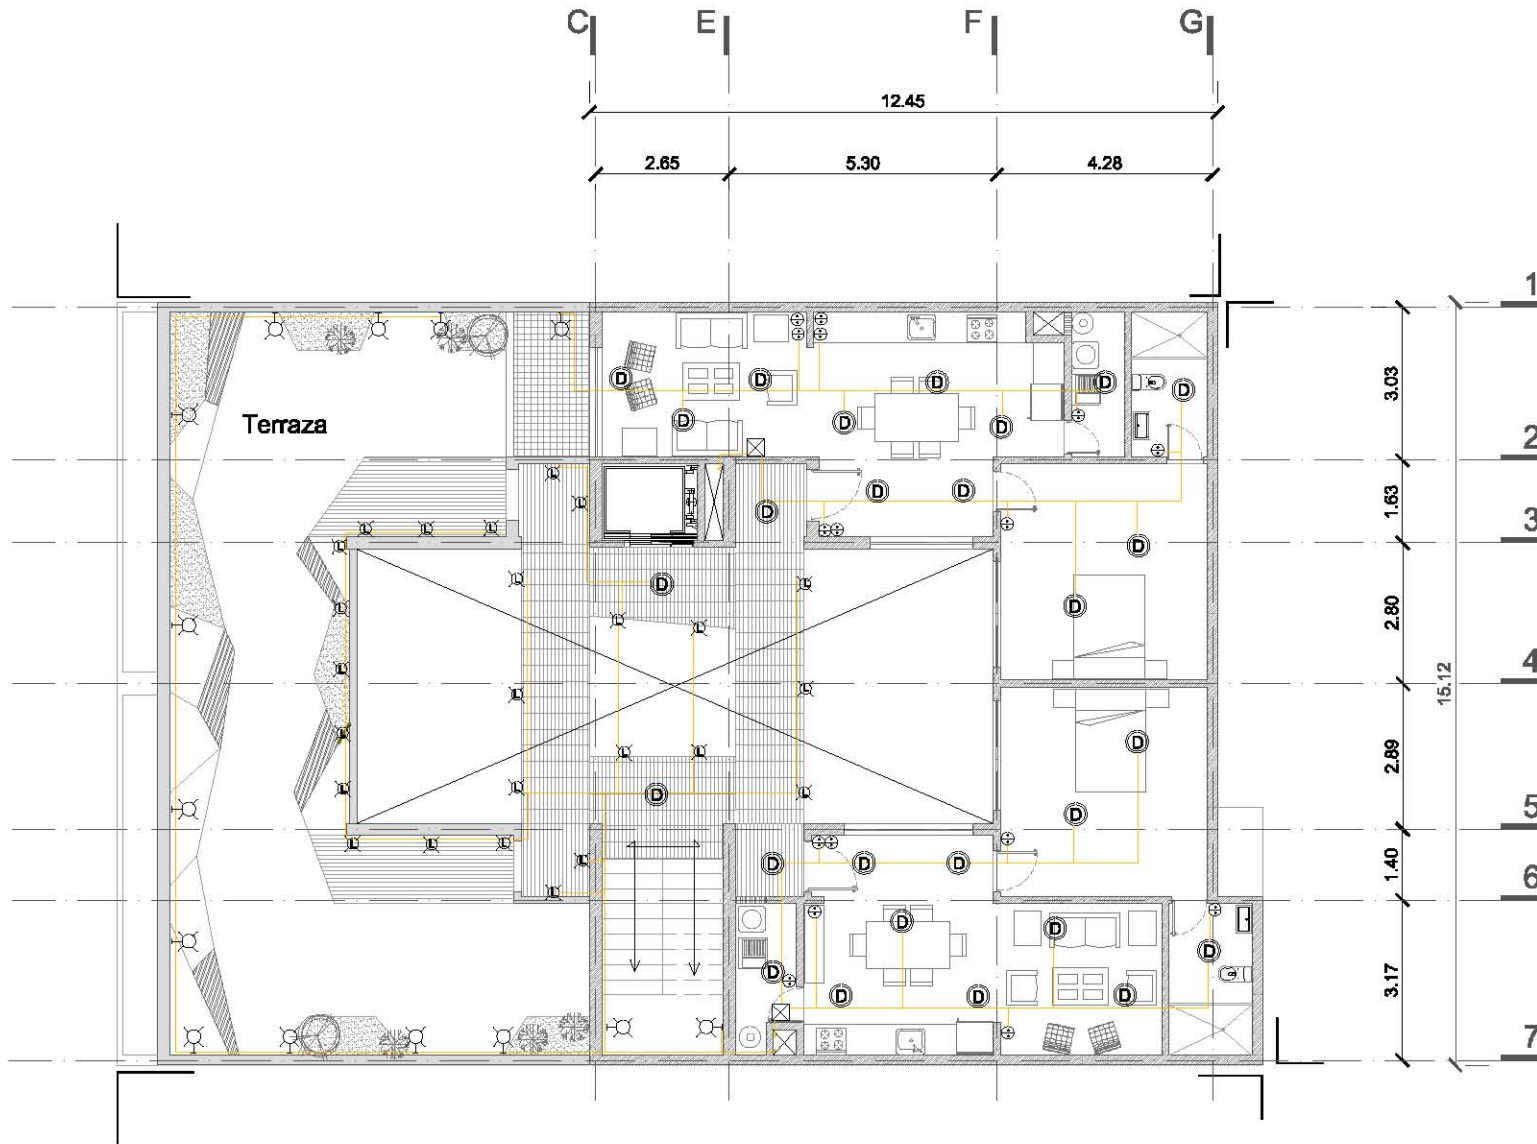 C E F G
12.45
2.65 5.30 4.28
1
Terraza
3.03
2
D D D D D
D D D
1.63
D D D
3
L L
L L L
L D
L D L
2.80
L D
L L
4
L L L
15.12
L D
2.89
L L
L L D L
D
5
L L L
1.40
L D D D
6
L
D D
D
3.17
D
D D D
7